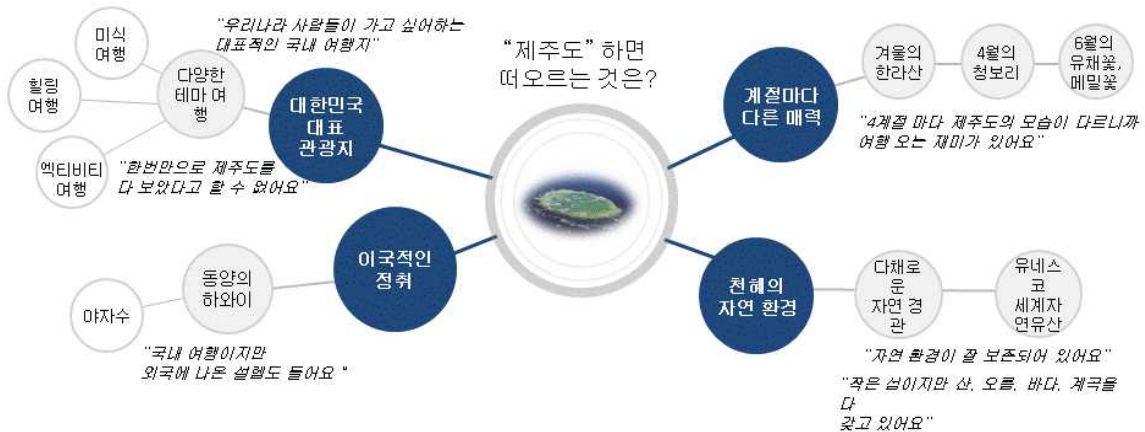 "제주도" 하면
떠오르는 것은?
"우리나라 사람들이 가고 싶어하는
대표적인 국내 여행지"
미식
여행
힐링
여행
엑티비티
여행
다양한
테마 여
행
대한민국
대표
관광지
"한번만으로 제주도를
다 보았다고 할 수 없어요"
계절마다
다른 매력
겨울의
한라산
4월의
청보리
6월의
유채꽃,
메밀꽃
"4계절 마다 제주도의 모습이 다르니까
여행 오는 재미가 있어요"
이국적인
정취
동양의
하와이
야자수
"국내 여행이지만
외국에 나온 설렘도 들어요 "
천혜의
자연 환경
다채로
운
자연 경
관
유네스
코
세계자
연유산
"자연 환경이 잘 보존되어 있어요"
"작은 섬이지만 산, 오름, 바다, 계곡을
다
갖고 있어요"